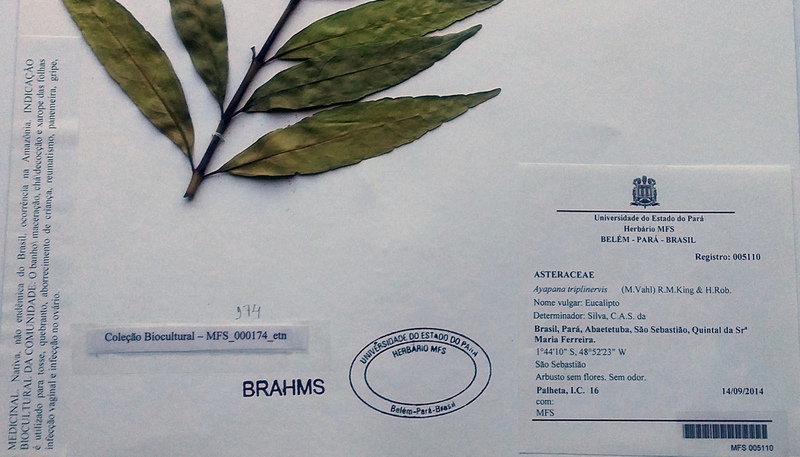 MEDICINAL. Nativa, não endêmica do Brasil, ocorrência na Amazônia. INDICAÇÃO
BIOCULTURAL DA COMUNIDADE: O banho\ maceração, chá\decocção e xarope das folhas
é utilizado para tosse, quebranto, aborrecimento de criança, reumatismo, panemeira, gripe,
infecção vaginal e infecção no ovário.
174
Coleção Biocultural – MFS_000174_etn
BRAHMS
UNIVERSIDADE DO ESTADO DO PARÁ
HERBÁRIO MFS
Belém-Pará-Brasil
Universidade do Estado do Pará
Herbário MFS
BELÉM - PARÁ - BRASIL
Registro: 005110
ASTERACEAE
Ayapana triplinervis (M.Vahl) R.M.King & H.Rob.
Nome vulgar: Eucalipto
Determinador: Silva, C.A.S. da
Brasil, Pará, Abaetetuba, São Sebastião, Quintal da Srª
Maria Ferreira.
1°44'10" S, 48°52'23" W
São Sebastião
Arbusto sem flores. Sem odor.
Palheta, I.C. 16 14/09/2014
com:
MFS
MFS 005110